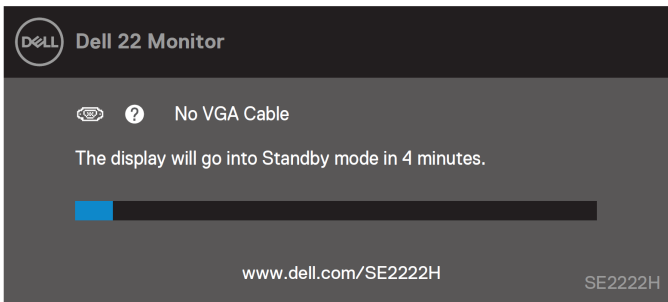 DELL
Dell 22 Monitor
? No VGA Cable
The display will go into Standby mode in 4 minutes.
www.dell.com/SE2222H
SE2222H